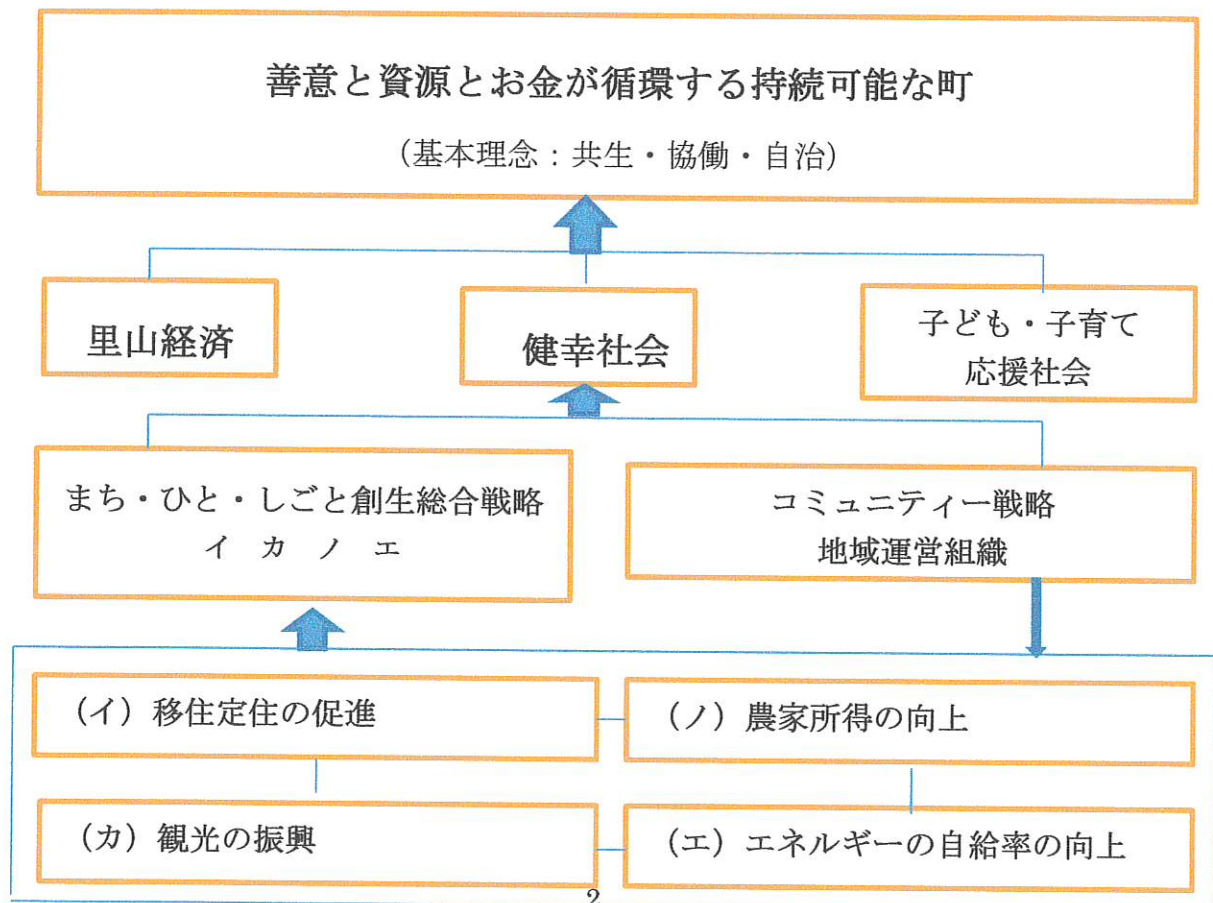 善意と資源とお金が循環する持続可能な町
（基本理念：共生・協働・自治）
里山経済
健幸社会
子ども・子育て
応援社会
まち・ひと・しごと創生総合戦略
イ　カ　ノ　エ
コミュニティー戦略
地域運営組織
（イ）移住定住の促進
（ノ）農家所得の向上
（カ）観光の振興
（エ）エネルギーの自給率の向上
2